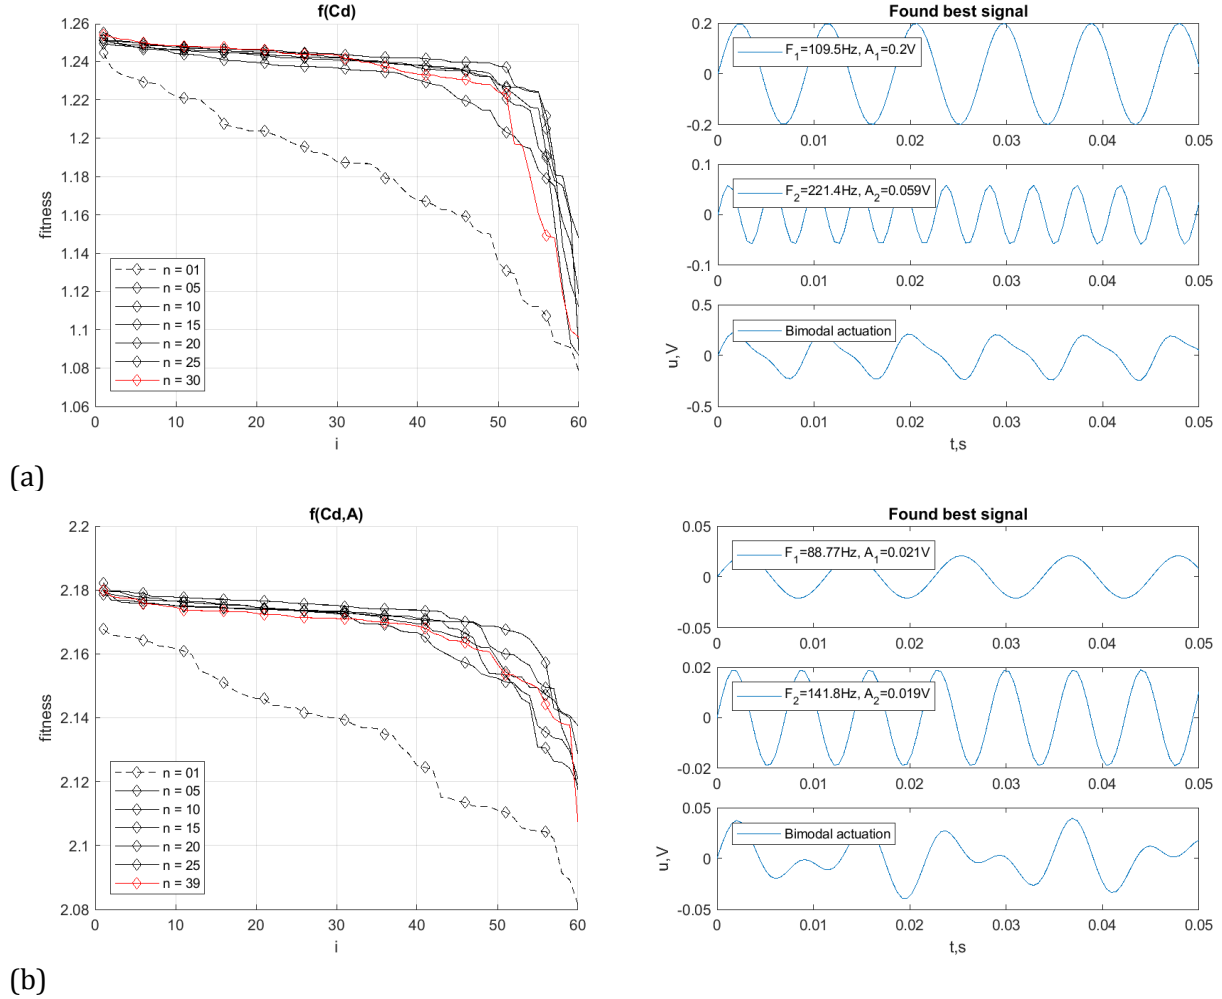 f(Cd)
1.26
1.24
1.22
1.2
1.18
1.16
1.14
1.12
1.1
1.08
1.06
fitness
n = 01
n = 05
n = 10
n = 15
n = 20
n = 25
n = 30
0 10 20 30 40 50 60
i
Found best signal
0.2
0
-0.2
F1=109.5Hz, A1=0.2V
0 0.01 0.02 0.03 0.04 0.05
0.1
0
-0.1
F2=221.4Hz, A2=0.059V
0 0.01 0.02 0.03 0.04 0.05
0.5
0
-0.5
u,V
Bimodal actuation
0 0.01 0.02 0.03 0.04 0.05
t,s
(a)
f(Cd,A)
2.2
2.18
2.16
2.14
2.12
2.1
2.08
fitness
n = 01
n = 05
n = 10
n = 15
n = 20
n = 25
n = 39
0 10 20 30 40 50 60
i
Found best signal
0.05
0
-0.05
F1=88.77Hz, A1=0.021V
0 0.01 0.02 0.03 0.04 0.05
0.02
0
-0.02
F2=141.8Hz, A2=0.019V
0 0.01 0.02 0.03 0.04 0.05
0.05
0
-0.05
u,V
Bimodal actuation
0 0.01 0.02 0.03 0.04 0.05
t,s
(b)